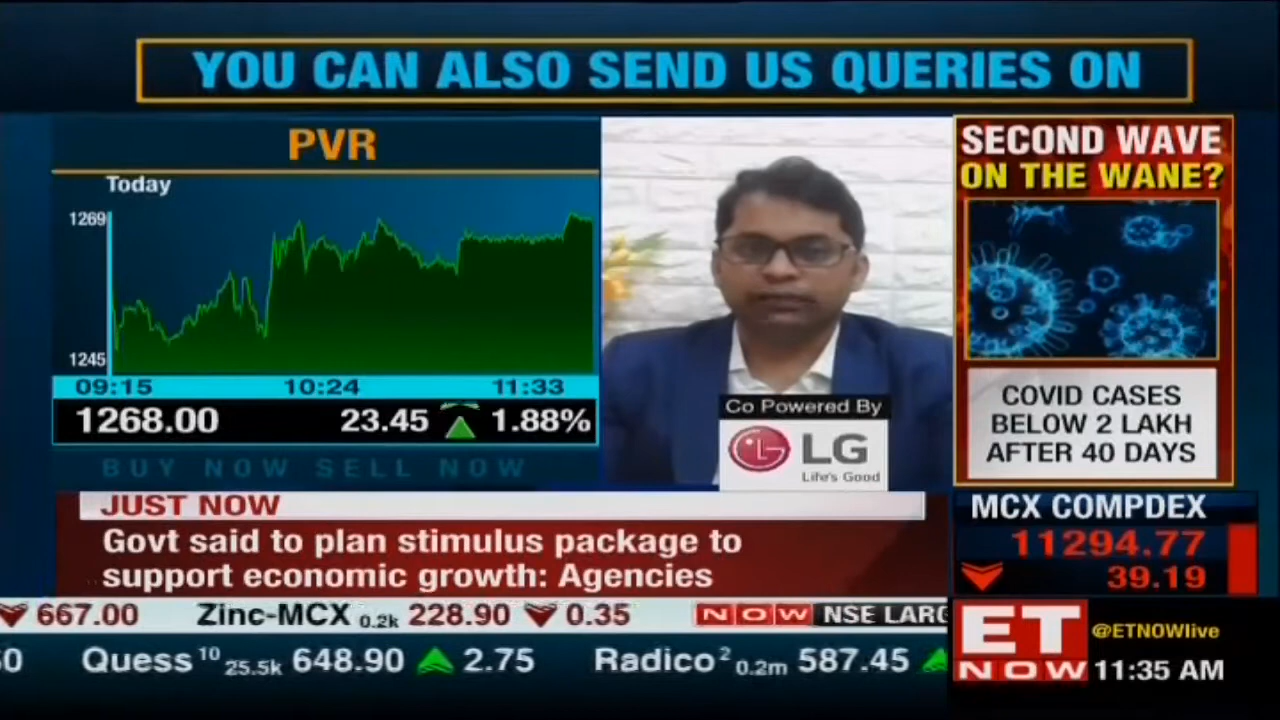 YOU CAN ALSO SEND US QUERIES ON
PVR
Today
1269
1245
09:15 10:24 11:33
1268.00 23.45 1.88%
BUY NOW SELL NOW
Co Powered By
LG
Life's Good
SECOND WAVE
ON THE WANE?
COVID CASES
BELOW 2 LAKH
AFTER 40 DAYS
JUST NOW
Govt said to plan stimulus package to
support economic growth: Agencies
MCX COMPDEX
11294.77
39.19
667.00 Zinc-MCX 0.2k 228.90 0.35 NOW NSE LARG
0 Quess 10 25.5k 648.90 2.75 Radico 2 0.2m 587.45
ET
NOW
@ETNOWlive
11:35 AM